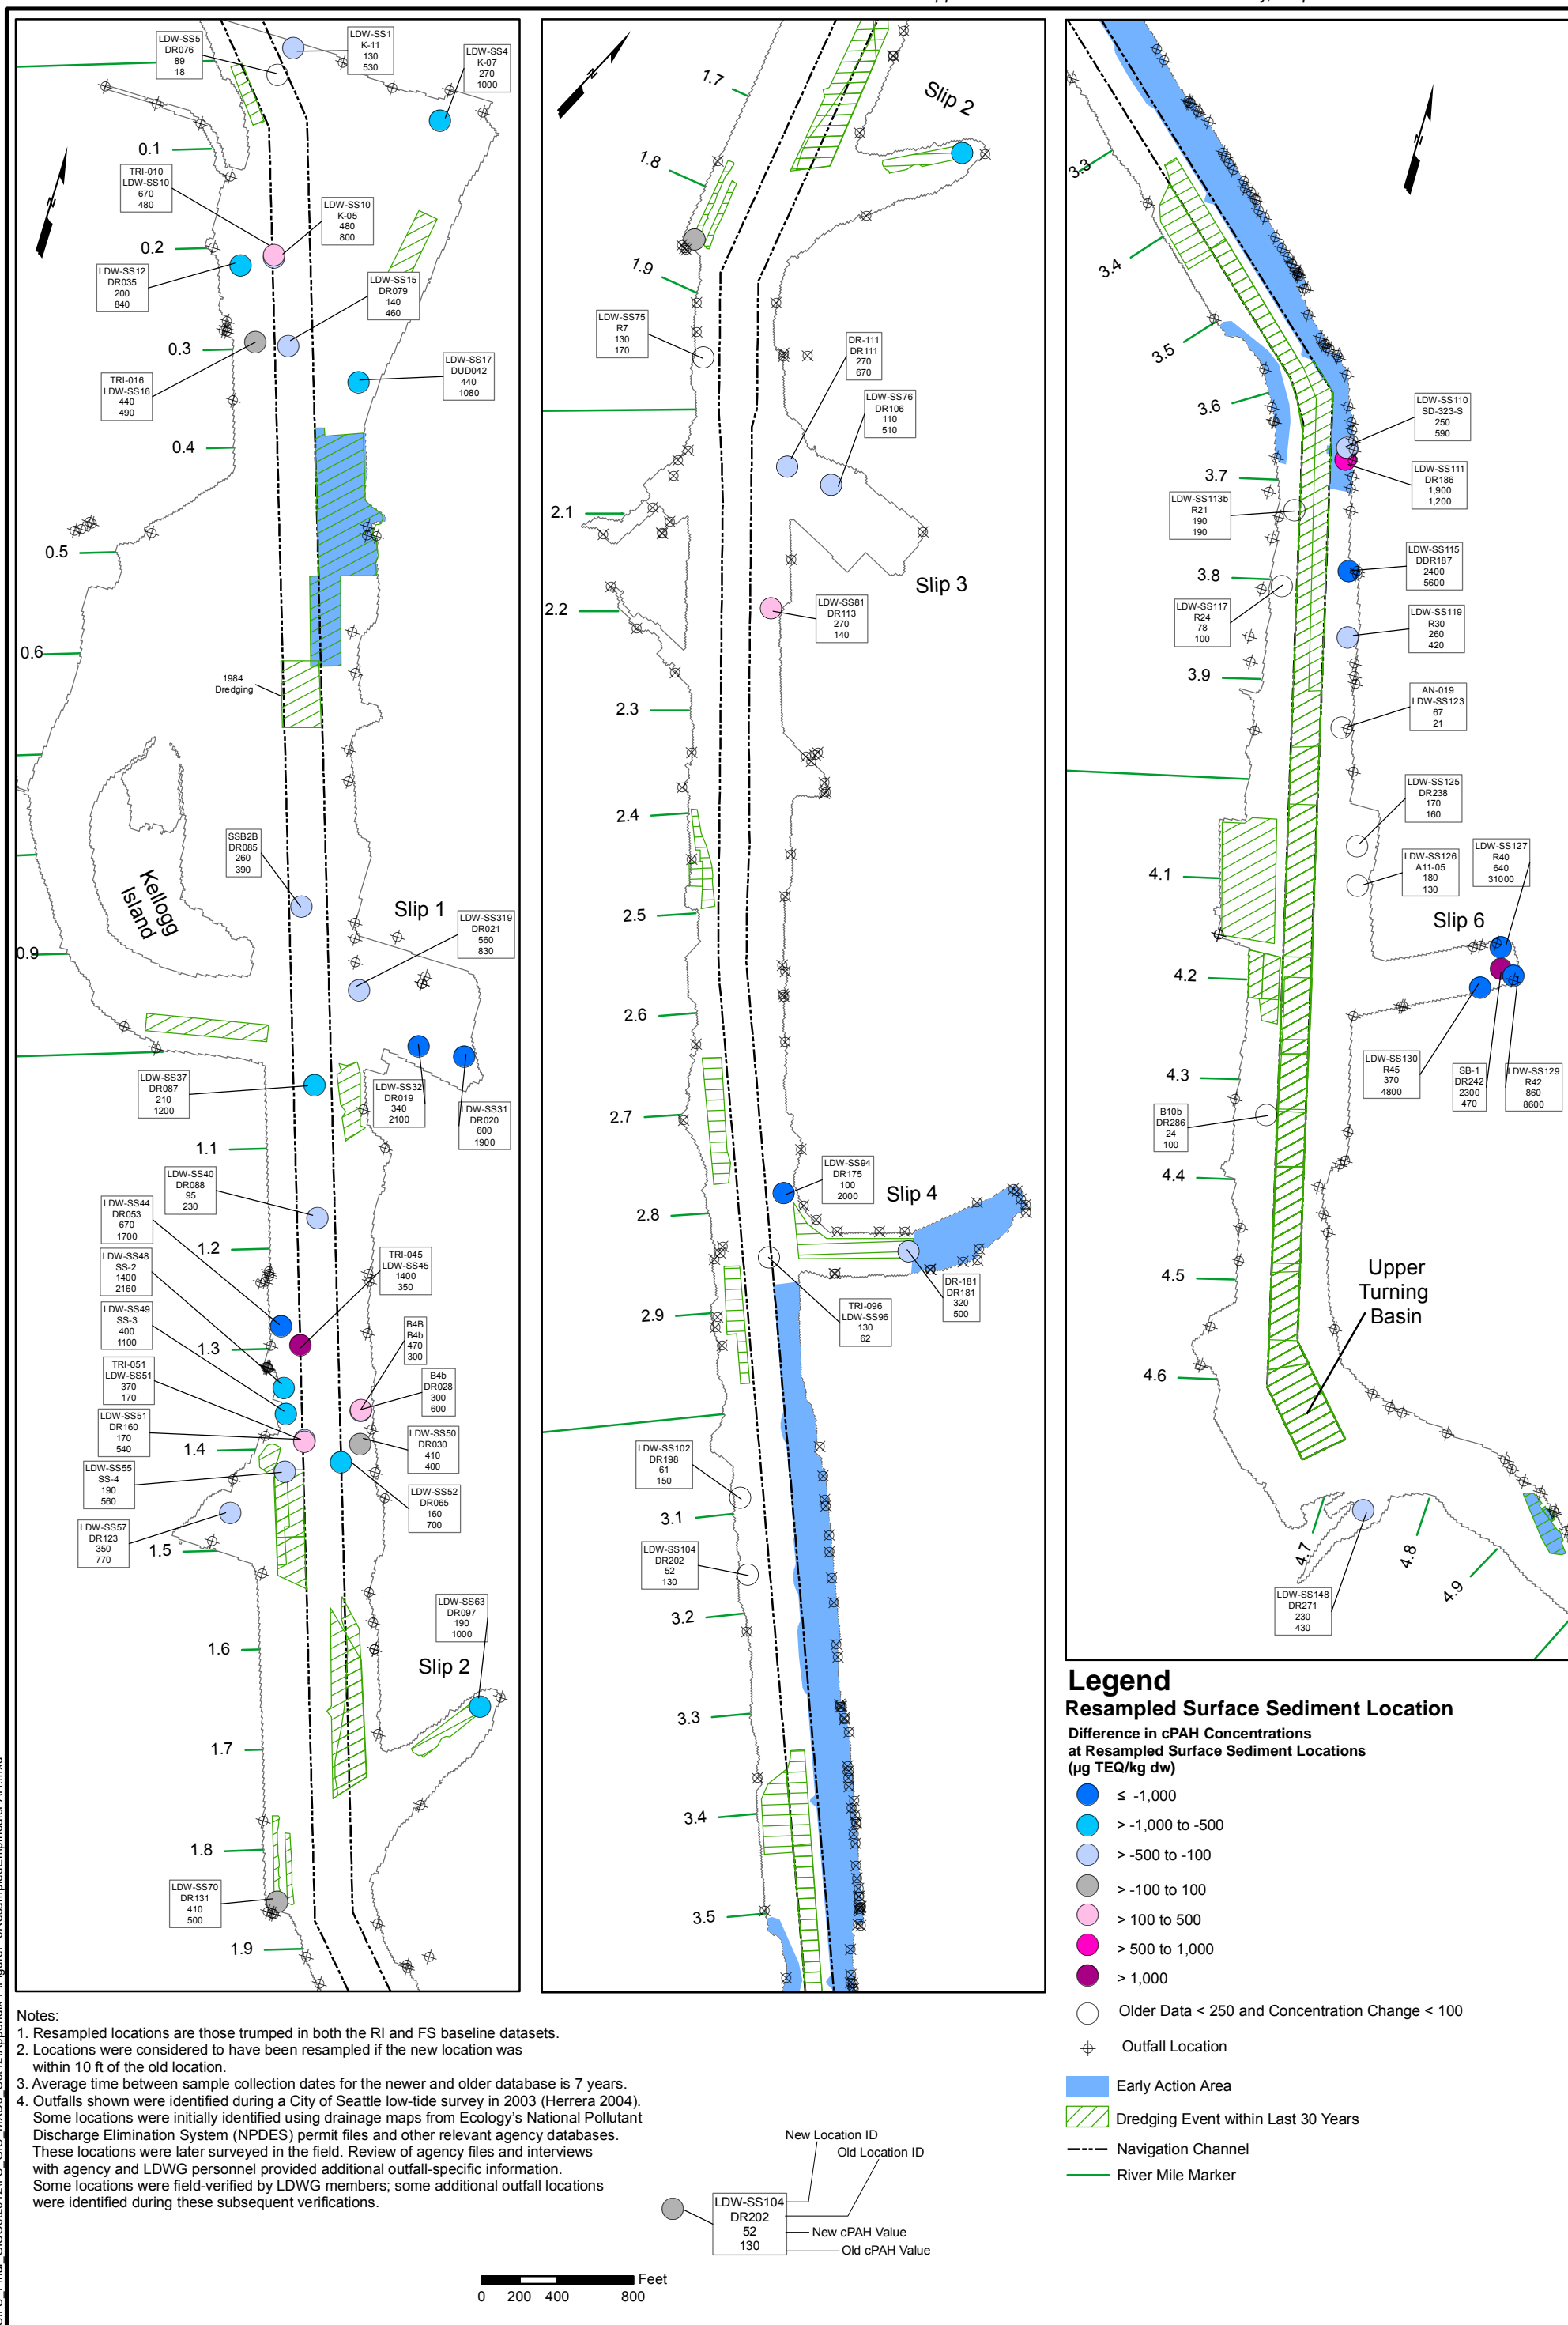 LDW-SS5
DR076
89
18
LDW-SS1
K-11
130
530
LDW-SS4
K-07
270
1000
0.1
TRI-010
LDW-SS10
670
480
LDW-SS10
K-05
480
800
0.2
LDW-SS12
DR035
200
840
LDW-SS15
DR079
140
460
0.3
TRI-016
LDW-SS16
440
490
LDW-SS17
DUD042
440
1080
0.4
0.5
0.6
1984
Dredging
SSB2B
DR085
260
390
Kellogg
Island
Slip 1
LDW-SS319
DR021
560
830
0.9
LDW-SS37
DR087
210
1200
LDW-SS32
DR019
340
2100
LDW-SS31
DR020
600
1900
1.1
LDW-SS40
DR088
95
230
LDW-SS44
DR053
670
1700
1.2
LDW-SS48
SS-2
1400
2160
TRI-045
LDW-SS45
1400
350
LDW-SS49
SS-3
400
1100
1.3
B4B
B4b
470
300
TRI-051
LDW-SS51
370
170
B4b
DR028
300
600
LDW-SS51
DR160
170
540
1.4
LDW-SS50
DR030
410
400
LDW-SS55
SS-4
190
560
LDW-SS52
DR065
160
700
LDW-SS57
DR123
350
770
1.5
LDW-SS63
DR097
190
1000
1.6
Slip 2
1.7
1.8
LDW-SS70
DR131
410
500
1.9
1.7
Slip 2
1.8
1.9
LDW-SS75
R7
130
170
DR-111
DR111
270
670
LDW-SS76
DR106
110
510
2.1
Slip 3
2.2
LDW-SS81
DR113
270
140
2.3
2.4
2.5
2.6
2.7
LDW-SS94
DR175
100
2000
Slip 4
2.8
DR-181
DR181
320
500
TRI-096
LDW-SS96
130
62
2.9
LDW-SS102
DR198
61
150
3.1
LDW-SS104
DR202
52
130
3.2
3.3
3.4
3.5
3.3
3.4
3.5
3.6
LDW-SS110
SD-323-S
250
590
3.7
LDW-SS111
DR186
1,900
1,200
LDW-SS113b
R21
190
190
3.8
LDW-SS115
DDR187
2400
5600
LDW-SS117
R24
78
100
LDW-SS119
R30
260
420
3.9
AN-019
LDW-SS123
67
21
LDW-SS125
DR238
170
160
4.1
LDW-SS126
A11-05
180
130
LDW-SS127
R40
640
31000
Slip 6
4.2
LDW-SS130
R45
370
4800
SB-1
DR242
2300
470
LDW-SS129
R42
860
8600
4.3
B10b
DR286
24
100
4.4
4.5
Upper
Turning
Basin
4.6
4.7
4.8
4.9
LDW-SS148
DR271
230
430
Legend
Resampled Surface Sediment Location
Difference in cPAH Concentrations
at Resampled Surface Sediment Locations
(µg TEQ/kg dw)
≤ -1,000
> -1,000 to -500
> -500 to -100
> -100 to 100
> 100 to 500
> 500 to 1,000
> 1,000
Older Data < 250 and Concentration Change < 100
Outfall Location
Early Action Area
Dredging Event within Last 30 Years
Navigation Channel
River Mile Marker
Notes:
1. Resampled locations are those trumped in both the RI and FS baseline datasets.
2. Locations were considered to have been resampled if the new location was
within 10 ft of the old location.
3. Average time between sample collection dates for the newer and older database is 7 years.
4. Outfalls shown were identified during a City of Seattle low-tide survey in 2003 (Herrera 2004).
Some locations were initially identified using drainage maps from Ecology's National Pollutant
Discharge Elimination System (NPDES) permit files and other relevant agency databases.
These locations were later surveyed in the field. Review of agency files and interviews
with agency and LDWG personnel provided additional outfall-specific information.
Some locations were field-verified by LDWG members; some additional outfall locations
were identified during these subsequent verifications.
New Location ID
Old Location ID
LDW-SS104
DR202
52
130
New cPAH Value
Old cPAH Value
Feet
0 200 400 800